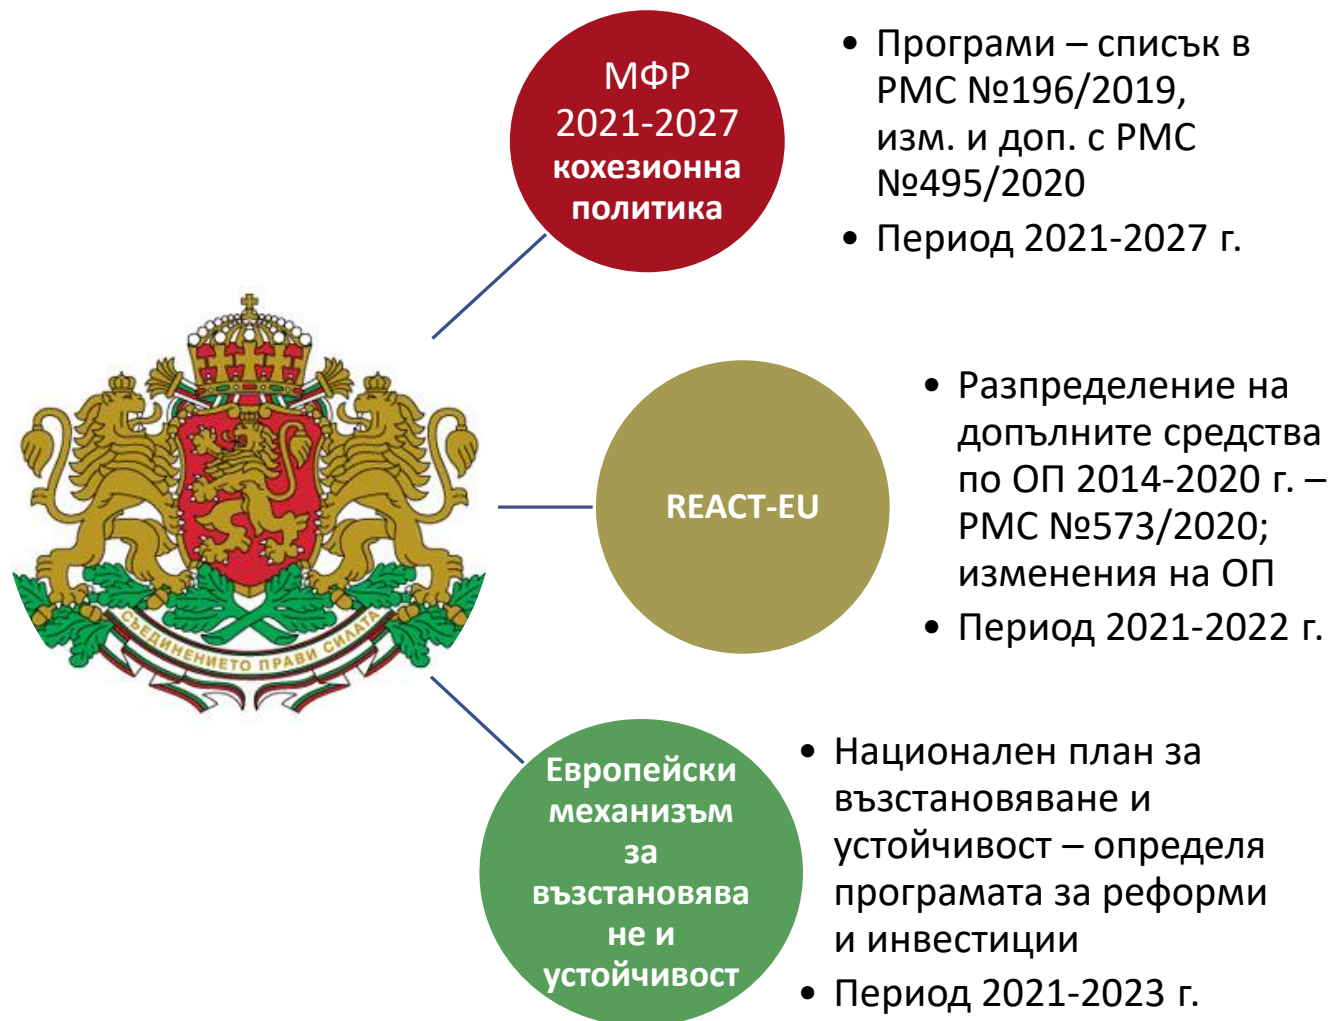 МФР
2021-2027
кохезионна
политика
• Програми – списък в
РМС №196/2019,
изм. и доп. с РМС
№495/2020
• Период 2021-2027 г.
СЪЕДИНЕНИЕТО ПРАВИ СИЛАТА
REACT-EU
• Разпределение на
допълните средства
по ОП 2014-2020 г. –
РМС №573/2020;
изменения на ОП
• Период 2021-2022 г.
Европейски
механизъм
за
възстановява
не и
устойчивост
• Национален план за
възстановяване и
устойчивост – определя
програмата за реформи
и инвестиции
• Период 2021-2023 г.